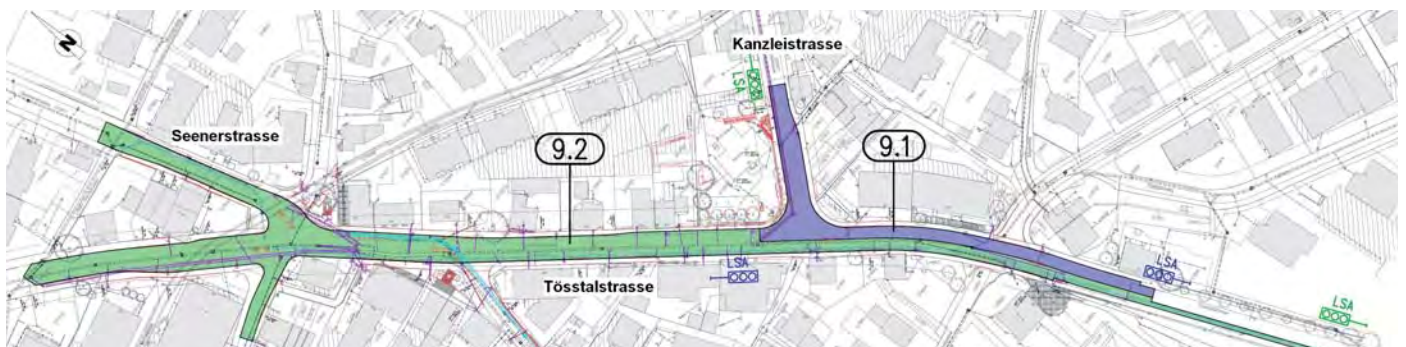 N
Kanzleistrasse
LSA
Seenerstrasse
9.2
9.1
LSA
LSA
Tösstalstrasse
LSA